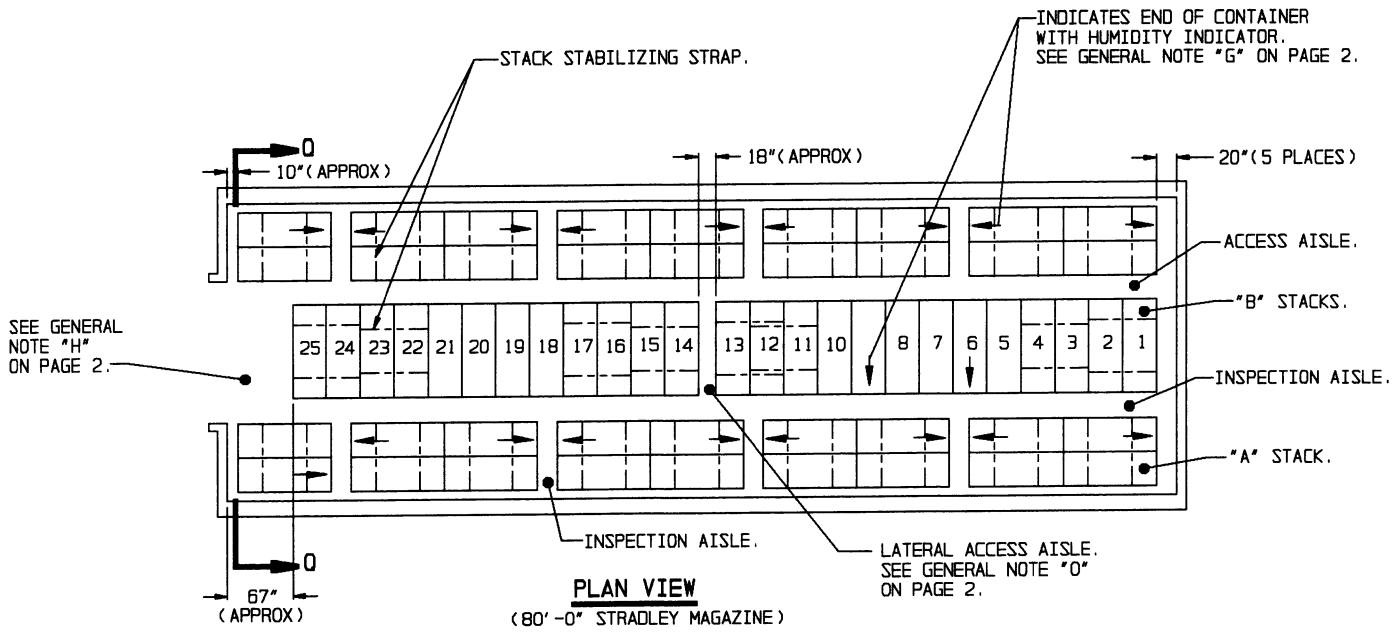 INDICATES END OF CONTAINER
WITH HUMIDITY INDICATOR.
SEE GENERAL NOTE "G" ON PAGE 2.
STACK STABILIZING STRAP.
Q
10"(APPROX)
18"(APPROX)
20"(5 PLACES)
ACCESS AISLE.
"B" STACKS.
SEE GENERAL
NOTE "H"
ON PAGE 2.
25 24 23 22 21 20 19 18 17 16 15 14 13 12 11 10 8 7 6 5 4 3 2 1
INSPECTION AISLE.
"A" STACK.
INSPECTION AISLE.
LATERAL ACCESS AISLE.
SEE GENERAL NOTE "O"
ON PAGE 2.
Q
67"
(APPROX)
PLAN VIEW
(80'-0" STRADLEY MAGAZINE)